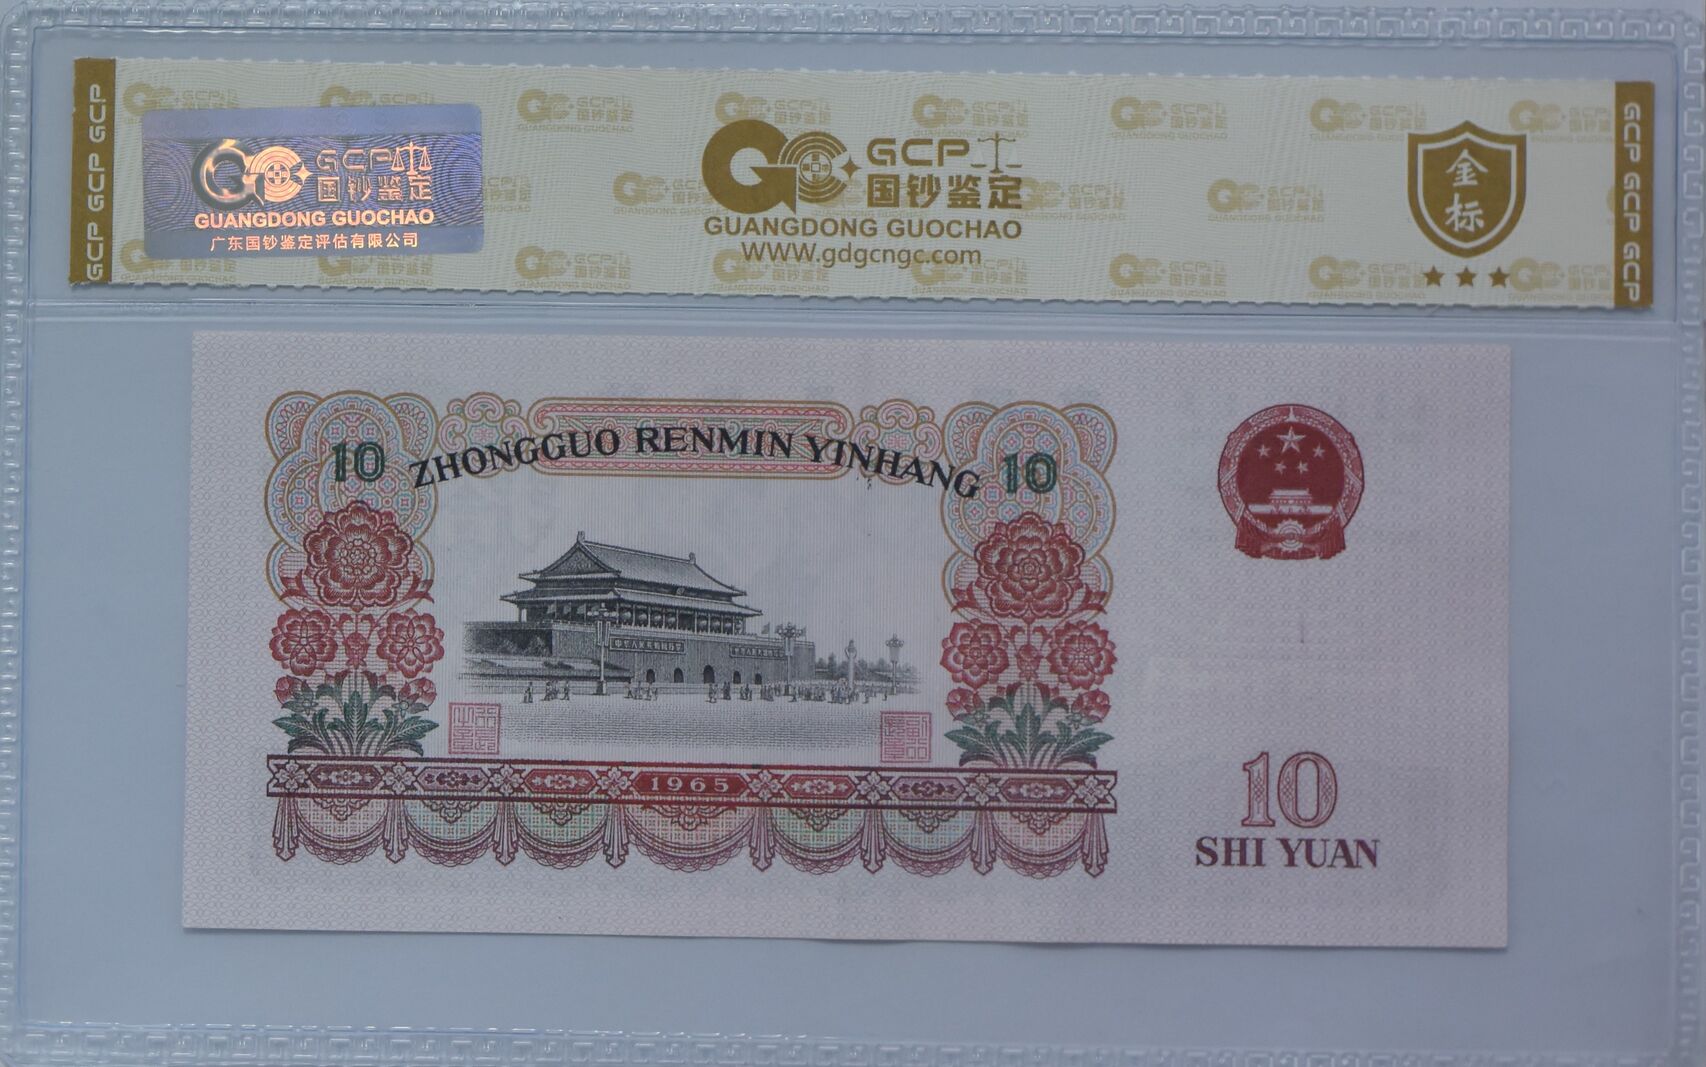 GCP GCP GCP
GCP
国钞鉴定
GUANGDONG GUOCHAO
广东国钞鉴定评估有限公司
GCP
国钞鉴定
GUANGDONG GUOCHAO
WWW.gdgcngc.com
金标
GCP GCP GCP
10 ZHONGGUO RENMIN YINHANG 10
1965
10
SHI YUAN